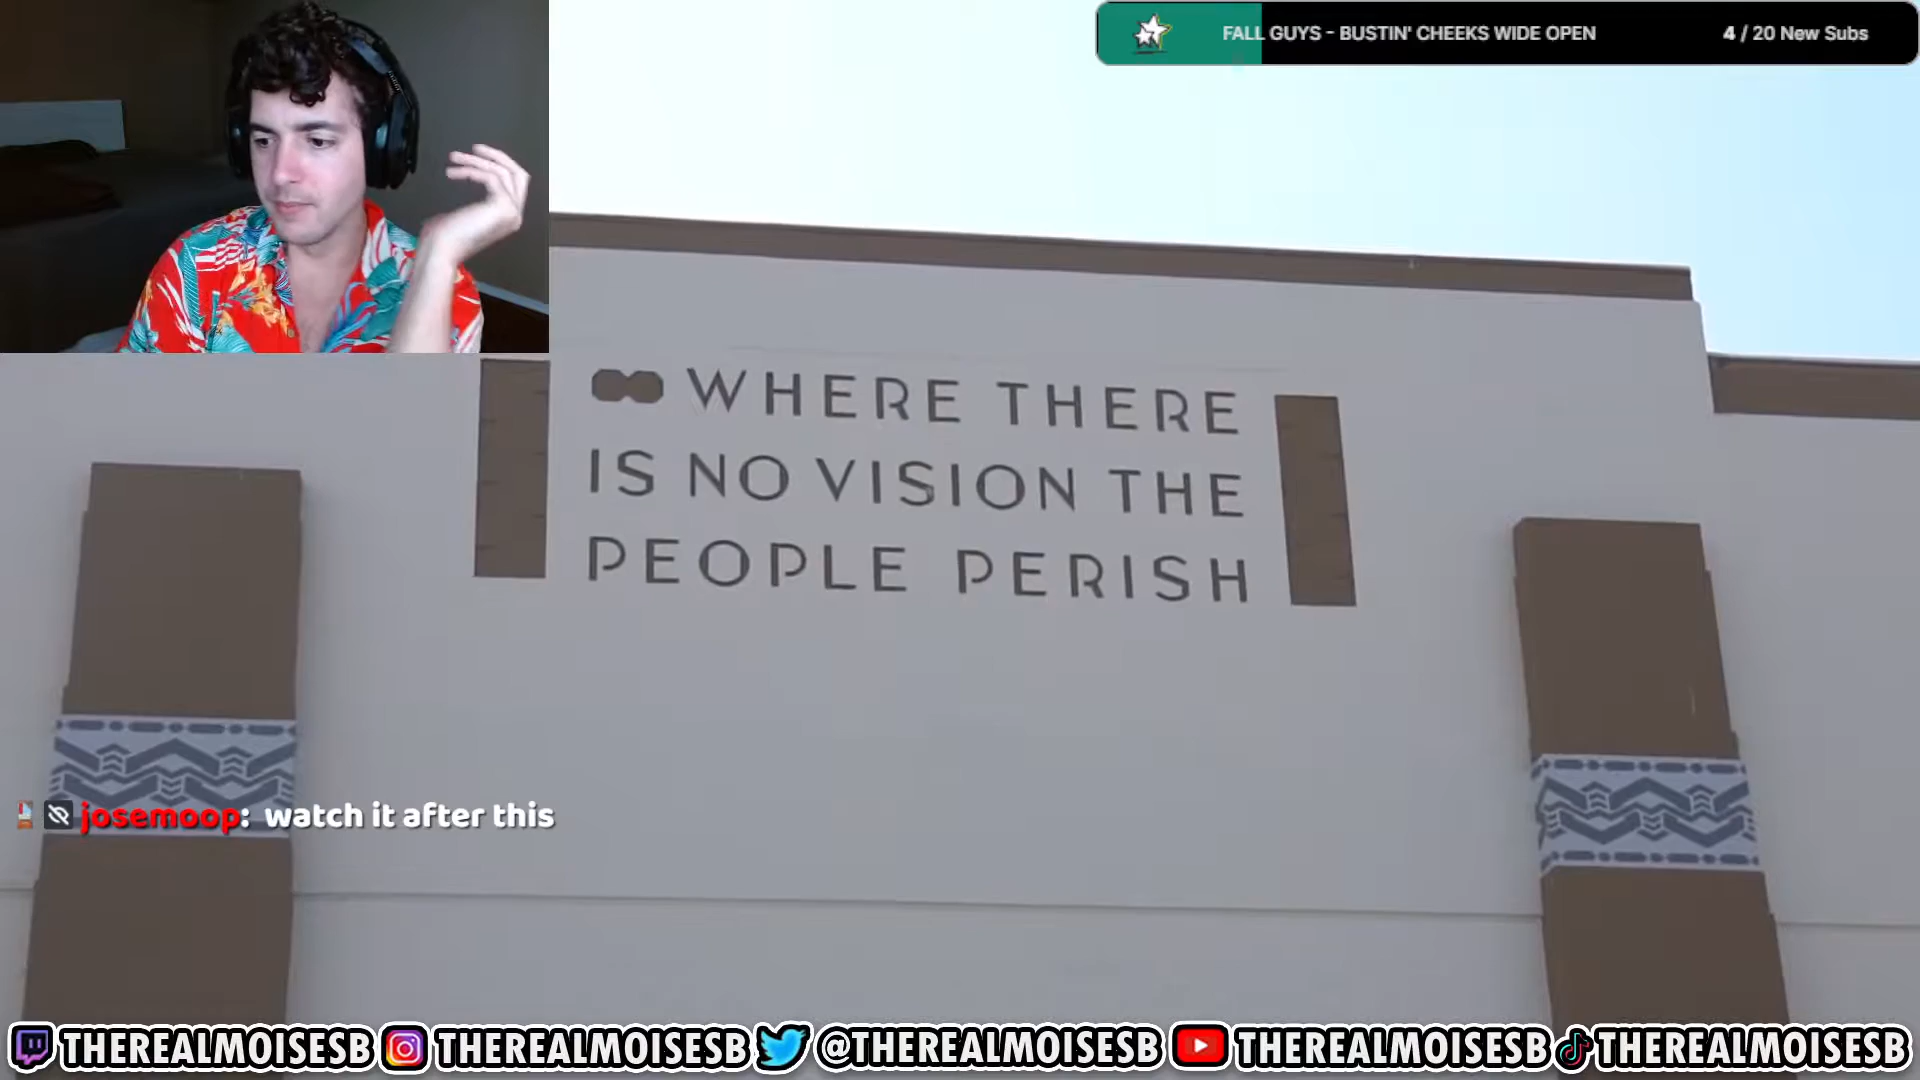 FALL GUYS - BUSTIN' CHEEKS WIDE OPEN 4 / 20 New Subs
WHERE THERE
IS NO VISION THE
PEOPLE PERISH
josemoop: watch it after this
THEREALMOISESB THEREALMOISESB @THEREALMOISESB THEREALMOISESB THEREALMOISESB